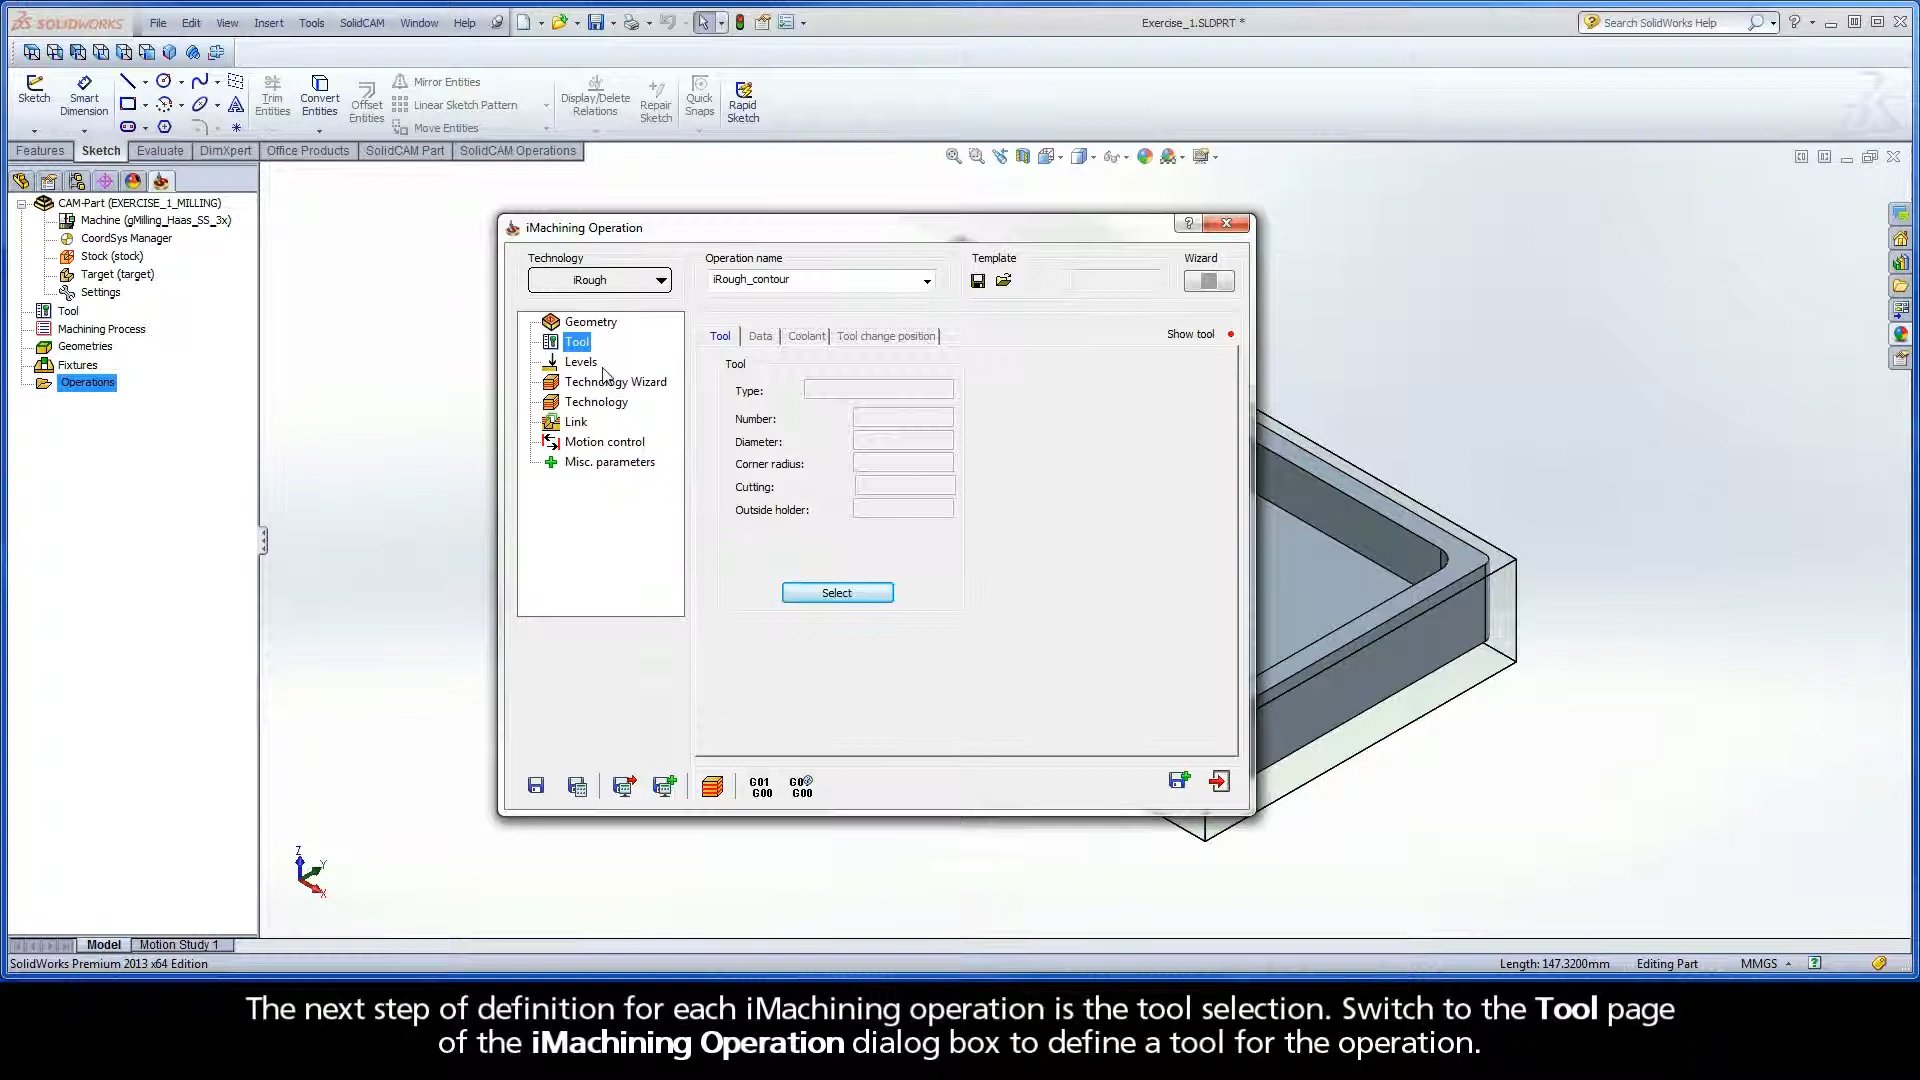 SOLIDWORKS File Edit View Insert Tools SolidCAM Window Help Exercise_1.SLDPRT * Search SolidWorks Help
Sketch Smart Dimension Trim Entities Convert Entities Offset Entities Mirror Entities Linear Sketch Pattern Move Entities Display/Delete Relations Repair Sketch Quick Snaps Rapid Sketch
Features Sketch Evaluate DimXpert Office Products SolidCAM Part SolidCAM Operations
CAM-Part (EXERCISE_1_MILLING)
Machine (gMilling_Haas_SS_3x)
CoordSys Manager
Stock (stock)
Target (target)
Settings
Tool
Machining Process
Geometries
Fixtures
Operations
iMachining Operation
Technology Operation name Template Wizard
iRough iRough_contour
Geometry
Tool
Levels
Technology Wizard
Technology
Link
Motion control
Misc. parameters
Tool Data Coolant Tool change position Show tool
Tool
Type:
Number:
Diameter:
Corner radius:
Cutting:
Outside holder:
Select
G01 G00
G00
Z
Y
X
Model Motion Study 1
SolidWorks Premium 2013 x64 Edition Length: 147.3200mm Editing Part MMGS
The next step of definition for each iMachining operation is the tool selection. Switch to the Tool page
of the iMachining Operation dialog box to define a tool for the operation.